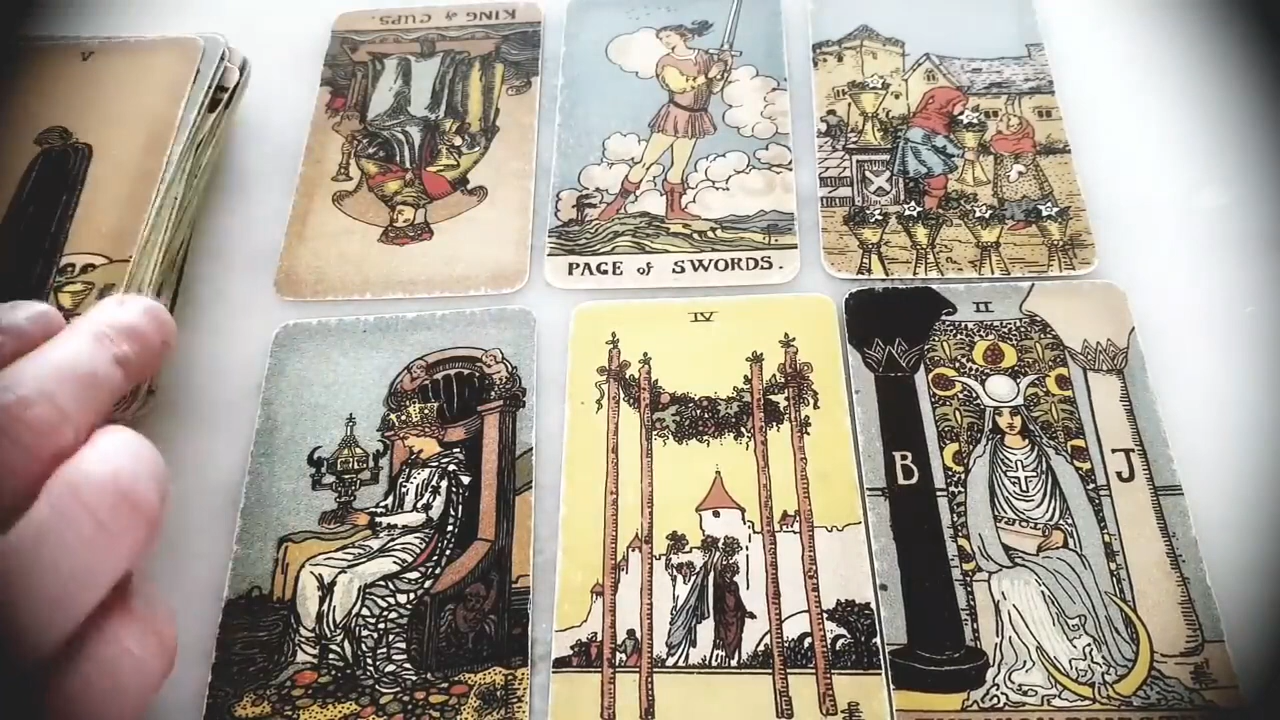 V
KING of CUPS.
PAGE of SWORDS.
IV
II
B
J